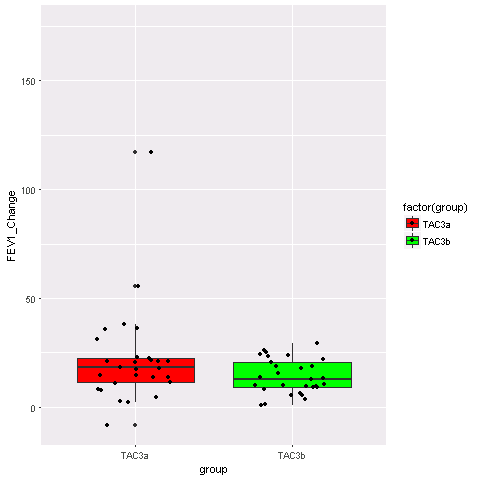 150
100
50
0
FEV1_Change
TAC3a
TAC3b
group
factor(group)
TAC3a
TAC3b